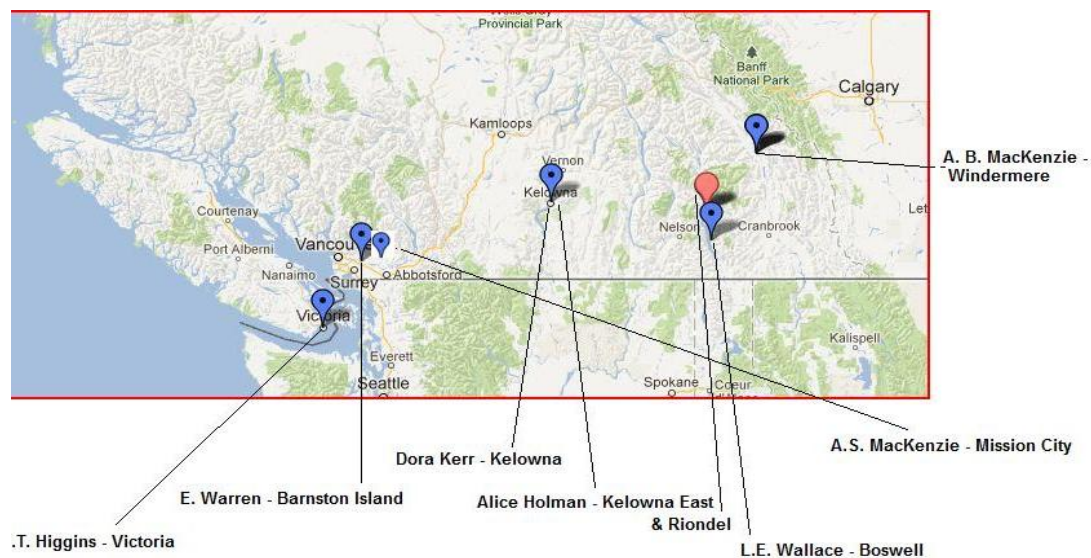 Provincial Park
Banff
National Park
Calgary
Kamloops
A. B. MacKenzie -
Windermere
Vernon
Kelowna
Courtenay
Nelson
Cranbrook
Port Alberni
Vancouve
Abbotsford
Nanaimo
Surrey
Victoria
Kalispell
Everett
Seattle
Spokane
Coeur
A.S. MacKenzie - Mission City
Dora Kerr - Kelowna
E. Warren - Barnston Island
Alice Holman - Kelowna East
& Riondel
.T. Higgins - Victoria
L.E. Wallace - Boswell